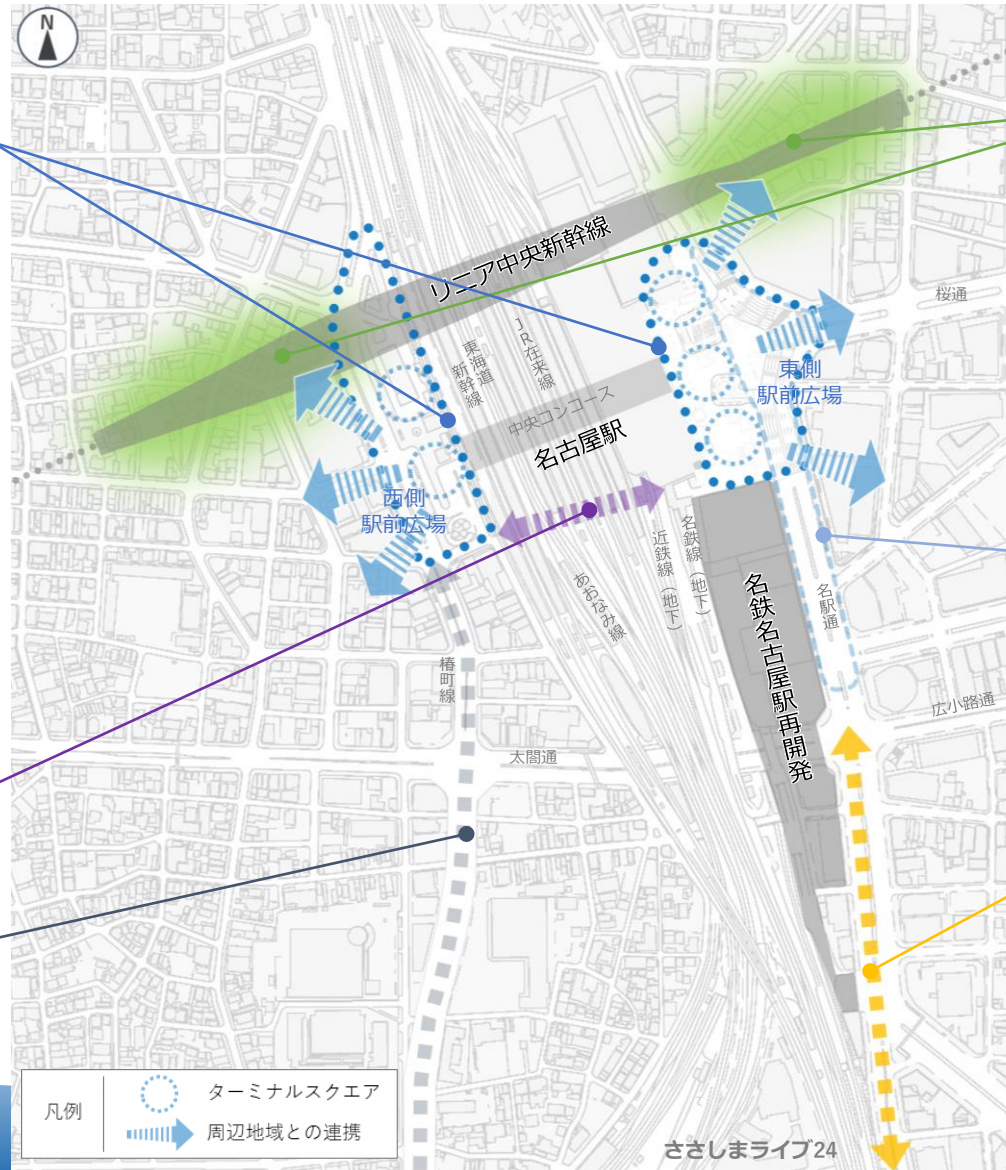 N
リニア中央新幹線
桜通
東海道
新幹線
JR在来線
東側
駅前広場
中央コンコース
名古屋駅
西側
駅前広場
近鉄線(地下)
名鉄線(地下)
あおなみ線
名鉄名古屋駅再開発
名駅通
椿町線
広小路通
太閤通
凡例
ターミナルスクエア
周辺地域との連携
ささしまライブ24